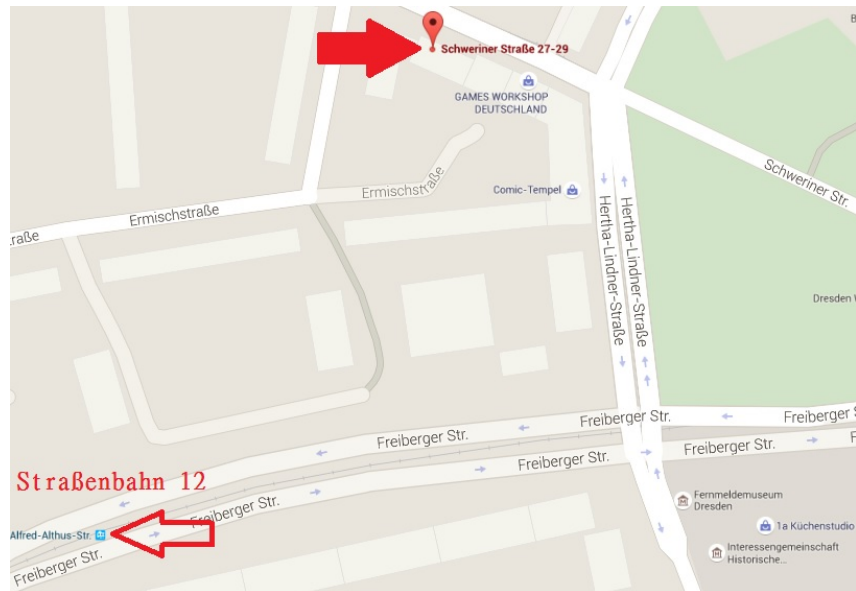 Schweriner Straße 27-29
GAMES WORKSHOP
DEUTSCHLAND
Schweriner Str.
Ermischstraße
Ermischstraße
raße
Comic-Tempel
Hertha-Lindner-Straße
Hertha-Lindner-Straße
Dresden
Freiberger Str.
Freiberger S
Freiberger Str.
Freiberger Str.
Freiberger Str.
F
Straßenbahn 12
Freiberger Str.
Alfred-Althus-Str.
Freiberger Str.
Fernmeldemuseum
Dresden
1a Küchenstudio
Interessengemeinschaft
Historische...